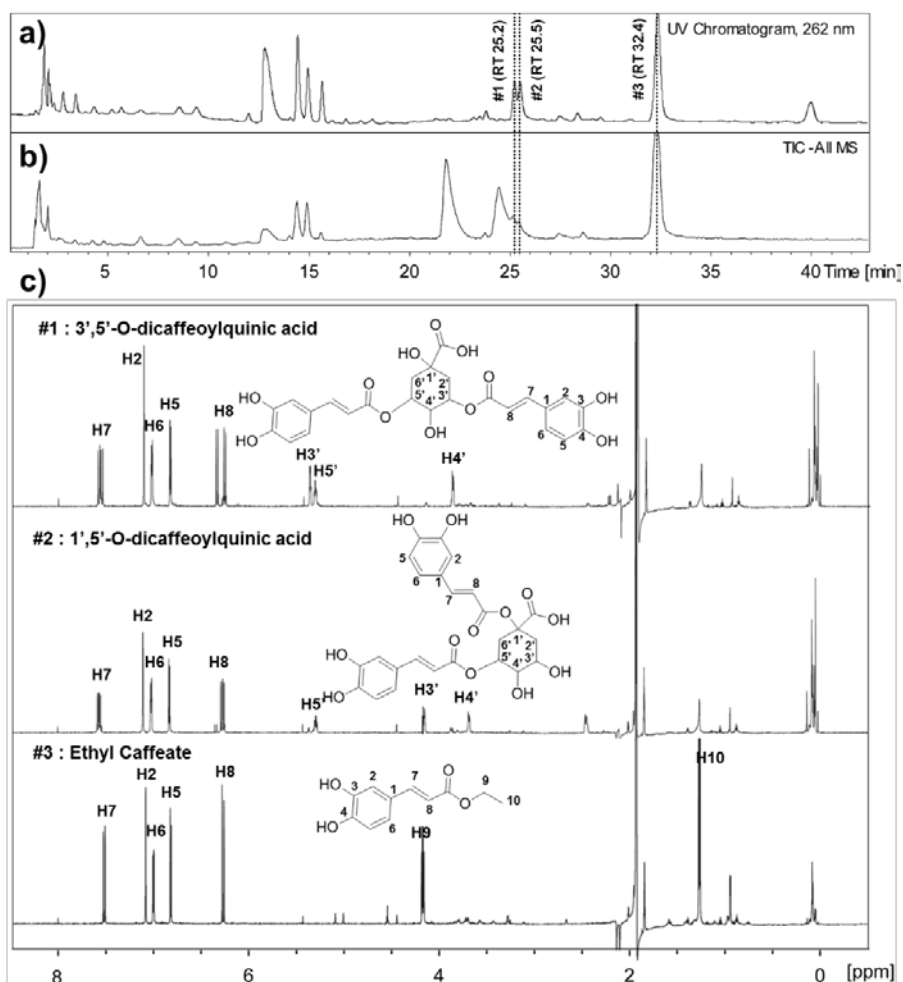 a)
UV Chromatogram, 262 nm
#1 (RT 25.2)
#2 (RT 25.5)
#3 (RT 32.4)
b)
TIC -All MS
5 10 15 20 25 30 35 40 Time [min]
c)
#1 : 3',5'-O-dicaffeoylquinic acid
H2
H7
H6
H5
H8
H3'
H5'
H4'
HO
O
OH
HO
1'
6'
2'
5'
3'
4'
HO
HO
O
O
OH
O
O
7
8
1
2
3
4
5
6
OH
OH
#2 : 1',5'-O-dicaffeoylquinic acid
H2
H7
H6
H5
H8
H5'
H3'
H4'
HO
OH
5
2
6
1
8
7
O
O
O
OH
1'
6'
2'
5'
3'
4'
HO
HO
O
O
OH
OH
#3 : Ethyl Caffeate
H2
H7
H6
H5
H8
H9
H10
HO
HO
3
4
2
1
6
7
8
O
O
9
10
8 6 4 2 0 [ppm]